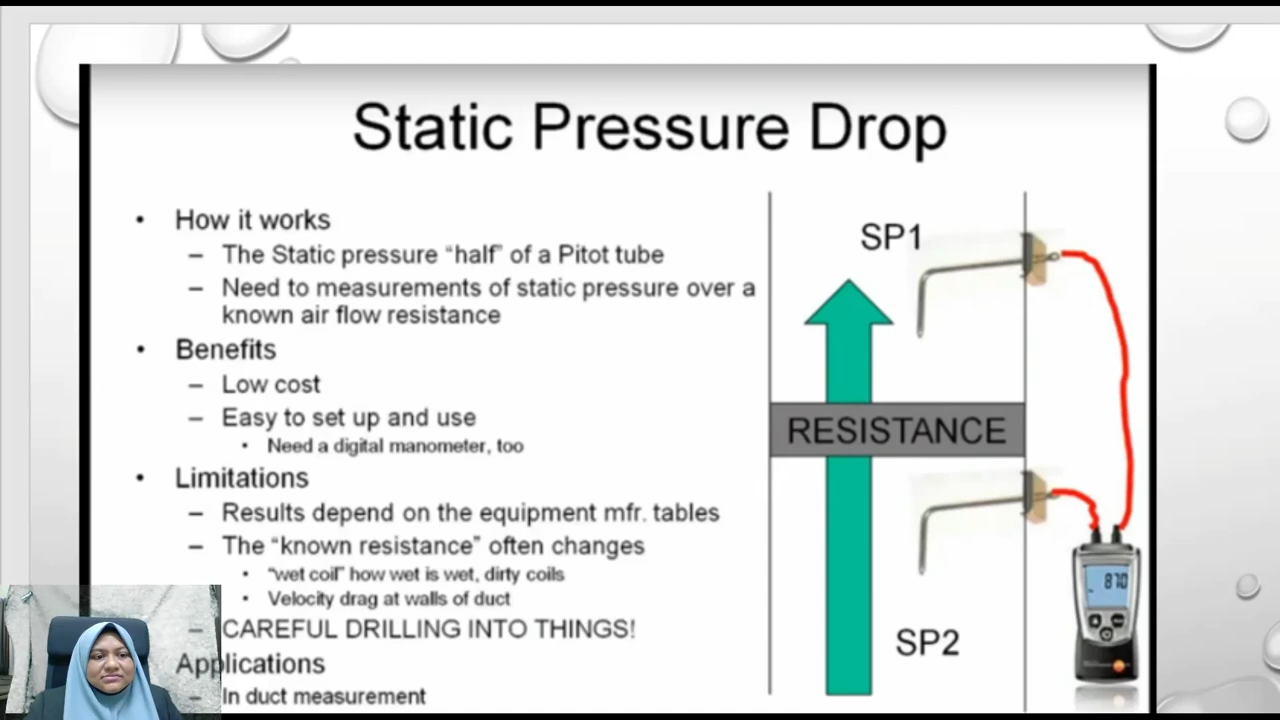 Static Pressure Drop
• How it works
– The Static pressure “half” of a Pitot tube
– Need to measurements of static pressure over a
known air flow resistance
• Benefits
– Low cost
– Easy to set up and use
• Need a digital manometer, too
• Limitations
– Results depend on the equipment mfr. tables
– The “known resistance” often changes
• “wet coil” how wet is wet, dirty coils
• Velocity drag at walls of duct
– CAREFUL DRILLING INTO THINGS!
Applications
– In duct measurement
SP1
RESISTANCE
870
SP2